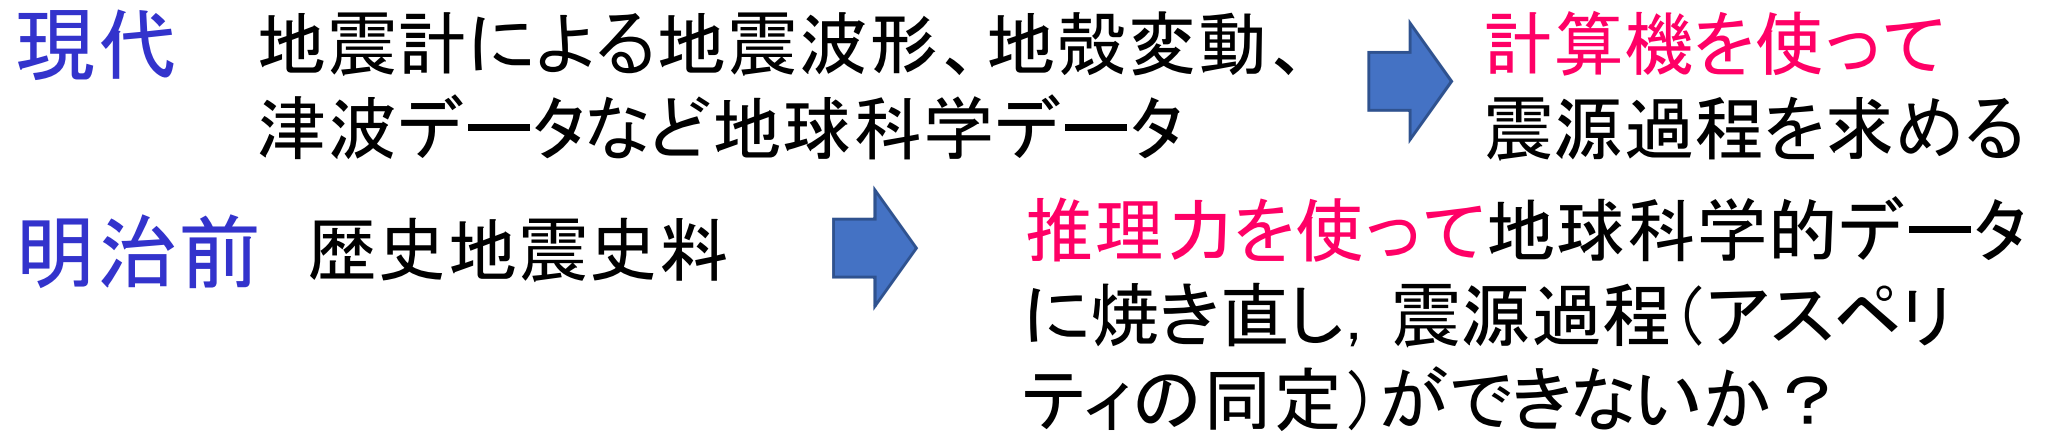 現代 地震計による地震波形、地殻変動、
津波データなど地球科学データ
計算機を使って
震源過程を求める
明治前 歴史地震史料
推理力を使って地球科学的データ
に焼き直し,震源過程(アスペリ
ティの同定)ができないか？